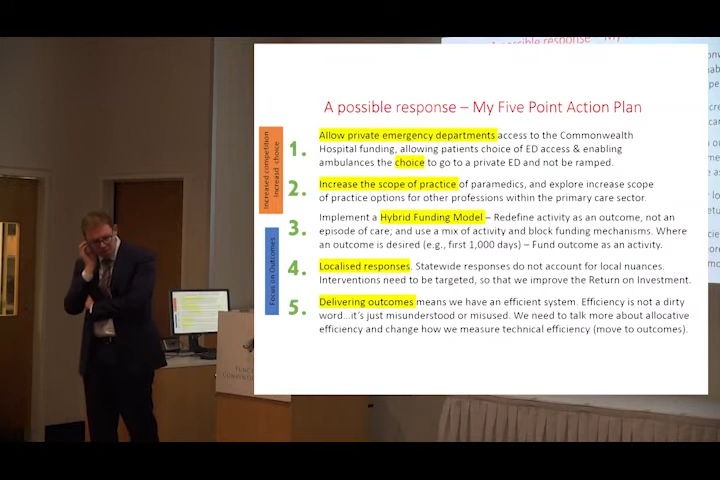 A possible response – My Five Point Action Plan
Increased competition
Increasd choice
1. Allow private emergency departments access to the Commonwealth
Hospital funding, allowing patients choice of ED access & enabling
ambulances the choice to go to a private ED and not be ramped.
2. Increase the scope of practice of paramedics, and explore increase scope
of practice options for other professions within the primary care sector.
Focus on Outcomes
3. Implement a Hybrid Funding Model – Redefine activity as an outcome, not an
episode of care; and use a mix of activity and block funding mechanisms. Where
an outcome is desired (e.g., first 1,000 days) – Fund outcome as an activity.
4. Localised responses. Statewide responses do not account for local nuances.
Interventions need to be targeted, so that we improve the Return on Investment.
5. Delivering outcomes means we have an efficient system. Efficiency is not a dirty
word...it's just misunderstood or misused. We need to talk more about allocative
efficiency and change how we measure technical efficiency (move to outcomes).